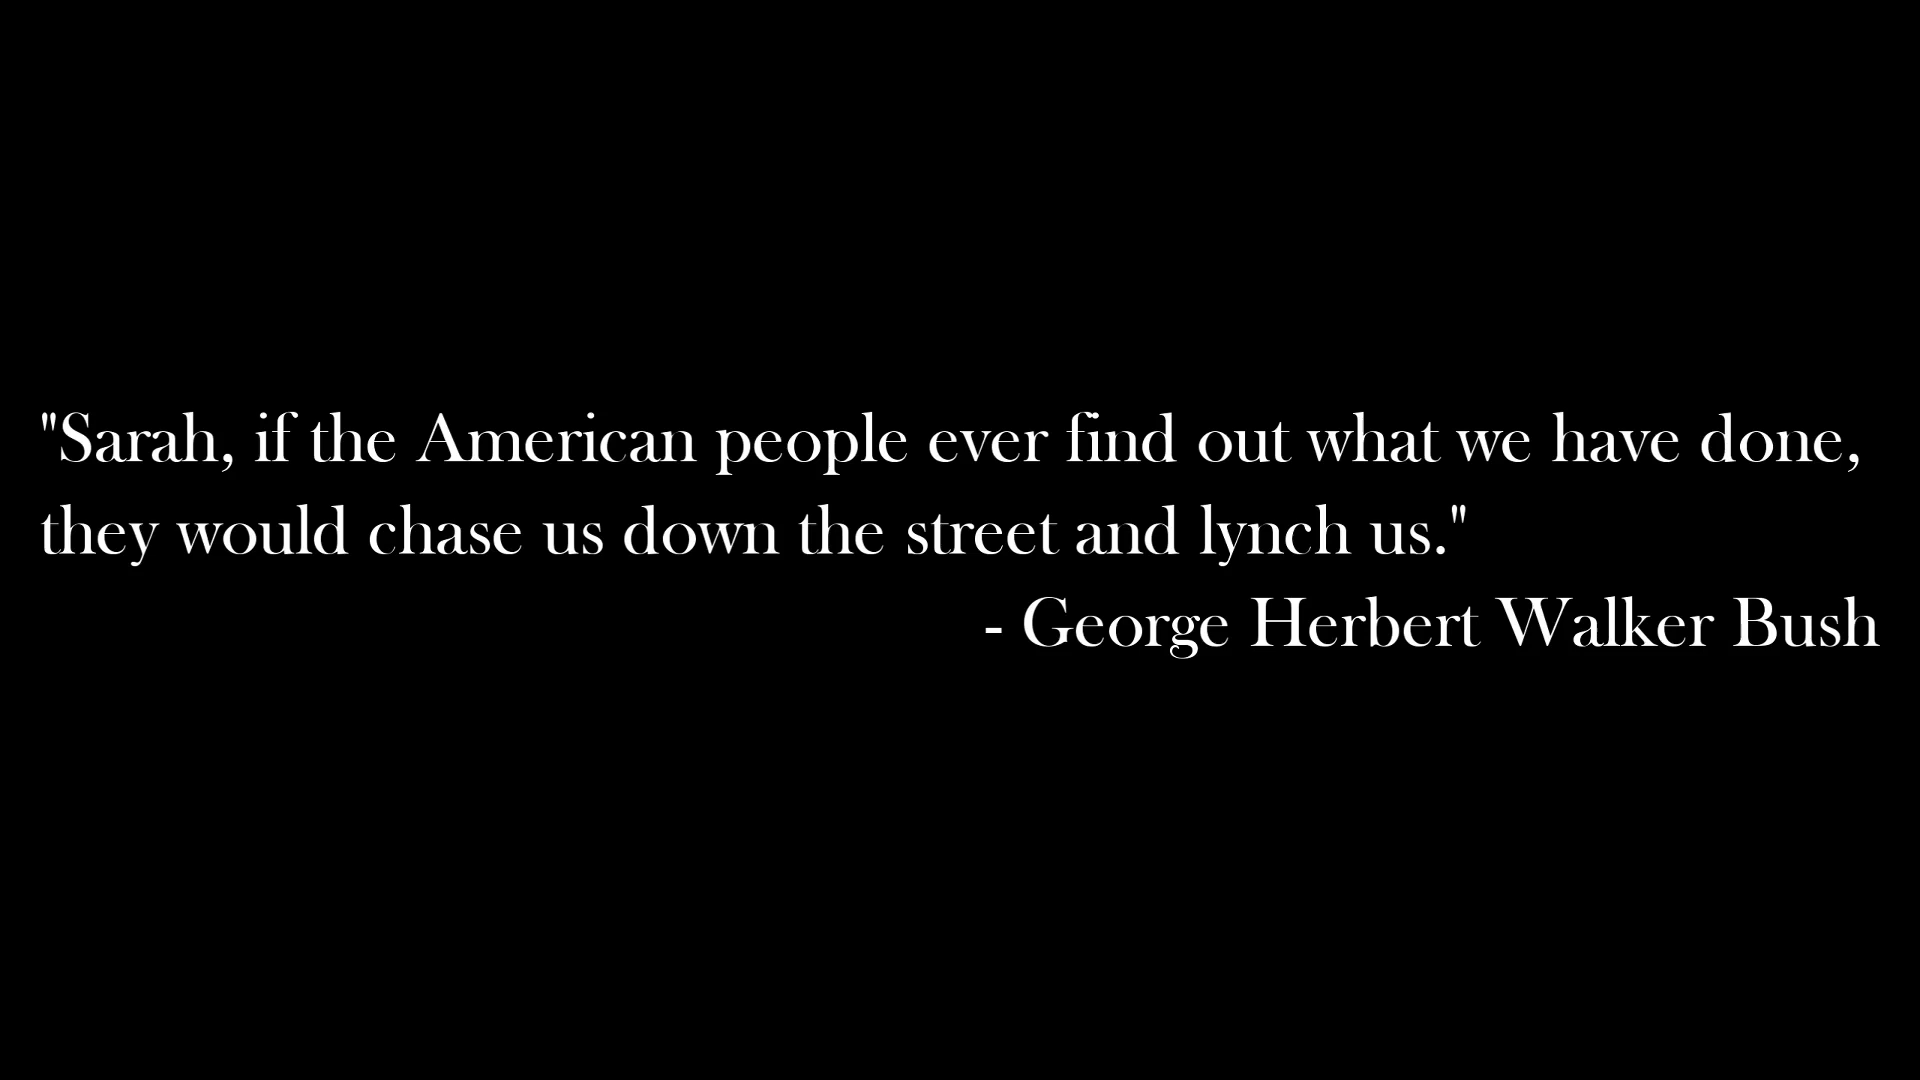 "Sarah, if the American people ever find out what we have done,
they would chase us down the street and lynch us."
- George Herbert Walker Bush